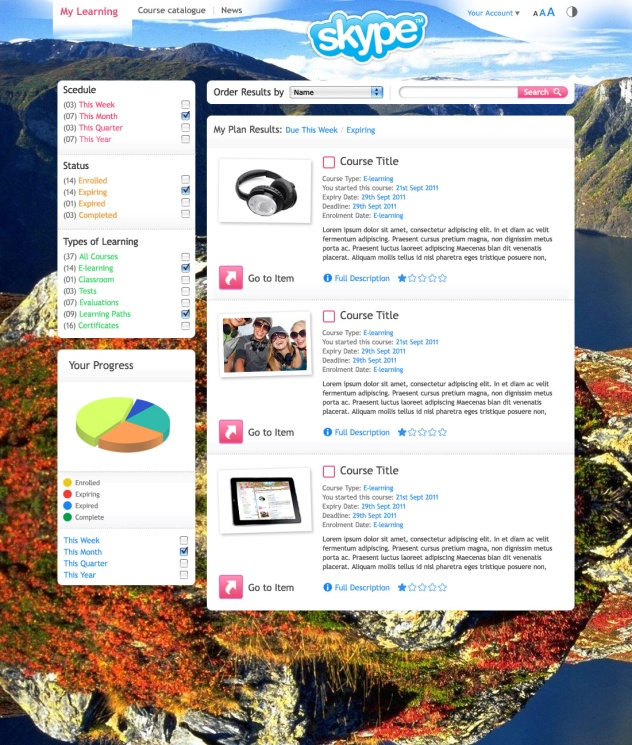 My Learning
Course catalogue
News
skype™
Your Account ▾
A A A
Scedule
(03) This Week
(07) This Month
(03) This Quarter
(07) This Year
Status
(14) Enrolled
(14) Expiring
(01) Expired
(03) Completed
Types of Learning
(37) All Courses
(14) E-learning
(01) Classroom
(03) Tests
(07) Evaluations
(09) Learning Paths
(16) Certificates
Your Progress
Enrolled
Expiring
Expired
Complete
This Week
This Month
This Quarter
This Year
Order Results by
Name
Search
My Plan Results: Due This Week / Expiring
Course Title
Course Type: E-learning
You started this course: 21st Sept 2011
Expiry Date: 29th Sept 2011
Deadline: 29th Sept 2011
Enrolment Date: E-learning
Lorem ipsum dolor sit amet, consectetur adipiscing elit. In et diam ac velit
fermentum adipiscing. Praesent cursus pretium magna, non dignissim metus
porta ac. Praesent luctus laoreet adipiscing Maecenas blan dit venenatis
placerat. Aliquam mollis tellus id nisl pharetra eges tristique posuere non,
Go to Item
Full Description
Course Title
Course Type: E-learning
You started this course: 21st Sept 2011
Expiry Date: 29th Sept 2011
Deadline: 29th Sept 2011
Enrolment Date: E-learning
Lorem ipsum dolor sit amet, consectetur adipiscing elit. In et diam ac velit
fermentum adipiscing. Praesent cursus pretium magna, non dignissim metus
porta ac. Praesent luctus laoreet adipiscing Maecenas blan dit venenatis
placerat. Aliquam mollis tellus id nisl pharetra eges tristique posuere non,
Go to Item
Full Description
Course Title
Course Type: E-learning
You started this course: 21st Sept 2011
Expiry Date: 29th Sept 2011
Deadline: 29th Sept 2011
Enrolment Date: E-learning
Lorem ipsum dolor sit amet, consectetur adipiscing elit. In et diam ac velit
fermentum adipiscing. Praesent cursus pretium magna, non dignissim metus
porta ac. Praesent luctus laoreet adipiscing Maecenas blan dit venenatis
placerat. Aliquam mollis tellus id nisl pharetra eges tristique posuere non,
Go to Item
Full Description